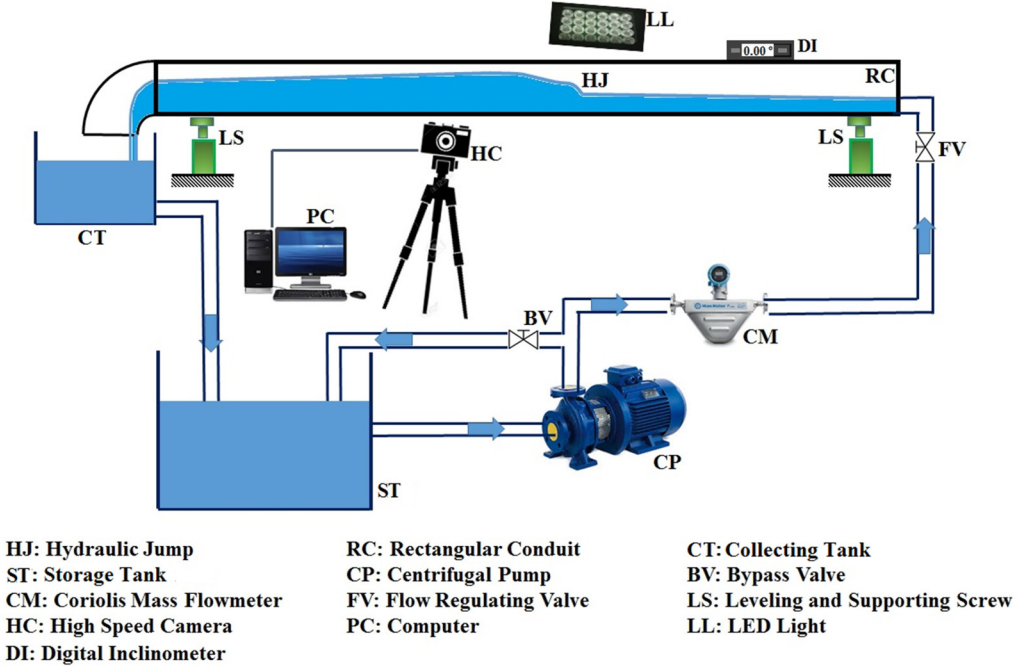 LL
0.00°
DI
HJ
RC
LS
LS
HC
FV
PC
CT
BV
CM
CP
ST
HJ: Hydraulic Jump
RC: Rectangular Conduit
CT: Collecting Tank
ST: Storage Tank
CP: Centrifugal Pump
BV: Bypass Valve
CM: Coriolis Mass Flowmeter
FV: Flow Regulating Valve
LS: Leveling and Supporting Screw
HC: High Speed Camera
PC: Computer
LL: LED Light
DI: Digital Inclinometer